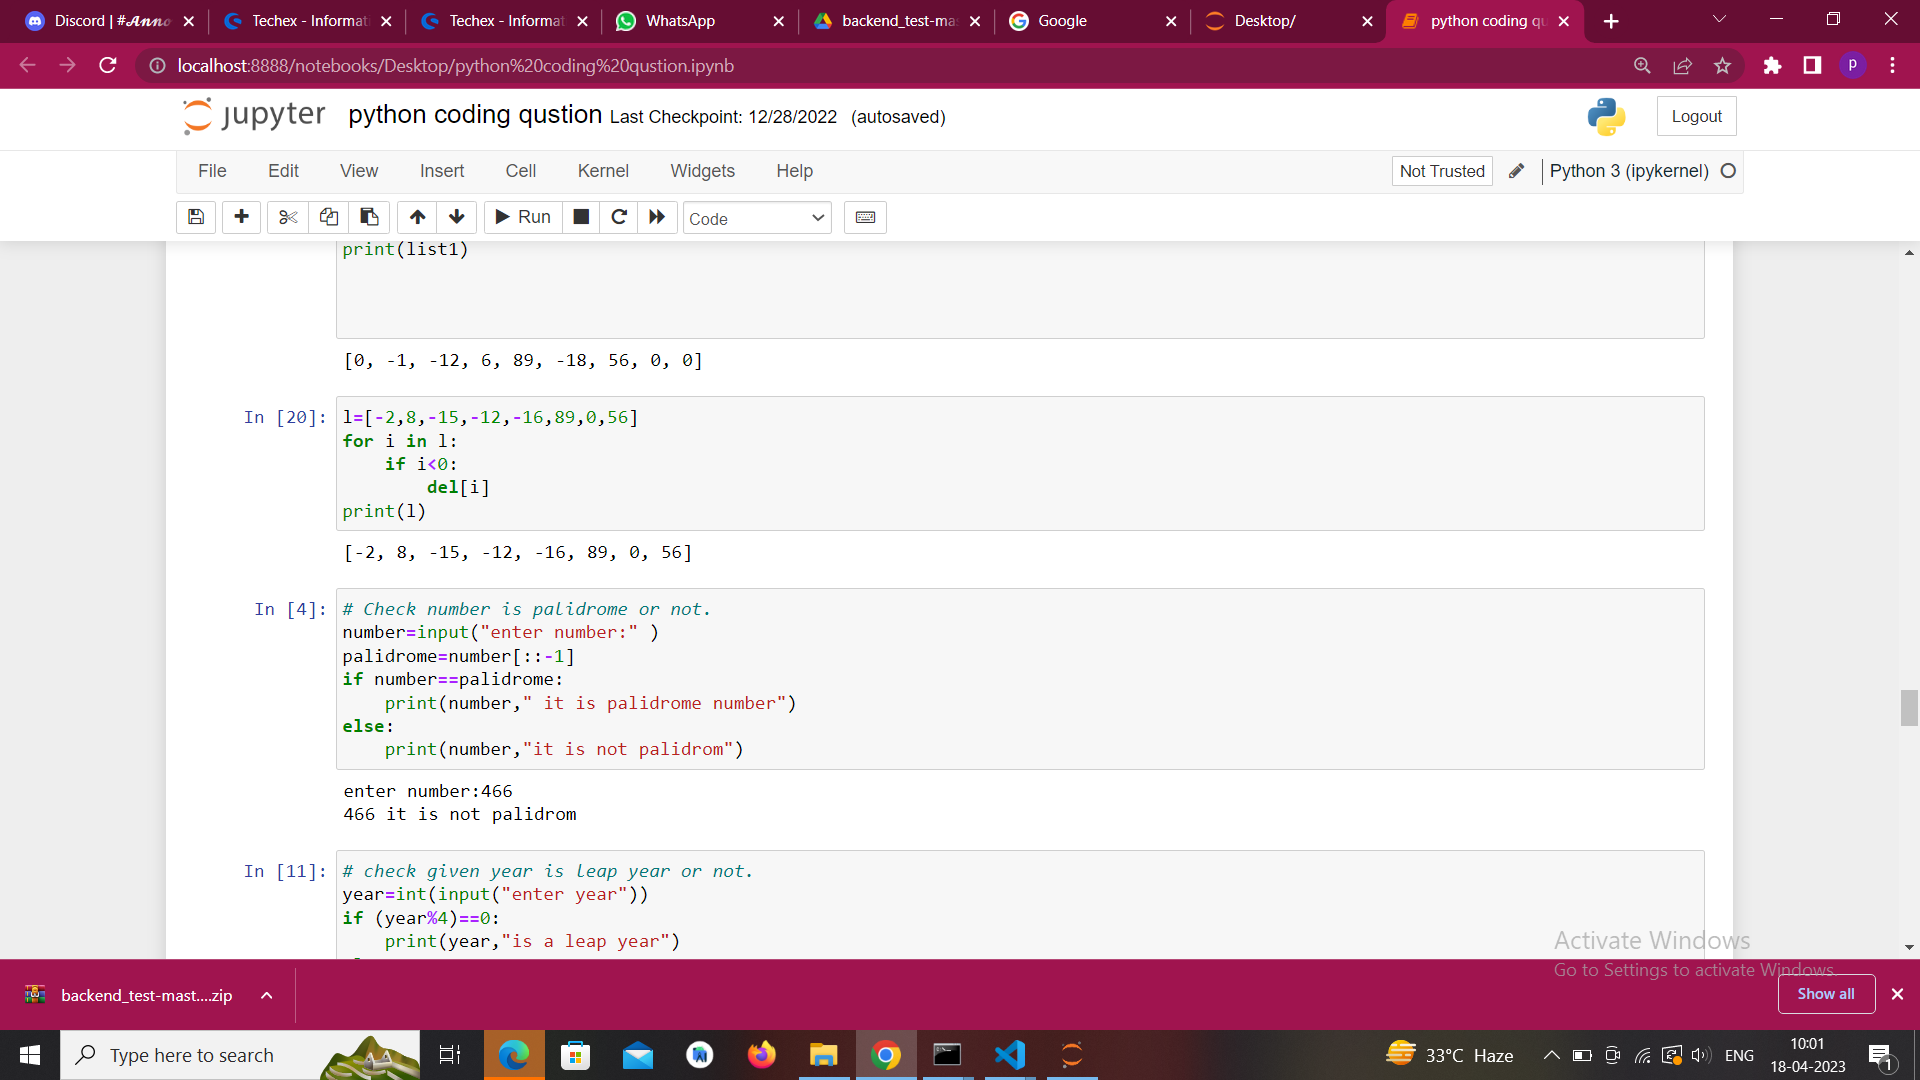 Discord | #𝓐𝓷𝓷𝓸
Techex - Informati
Techex - Informat
WhatsApp
backend_test-mas
Google
Desktop/
python coding qu
localhost:8888/notebooks/Desktop/python%20coding%20qustion.ipynb
P
jupyter python coding qustion Last Checkpoint: 12/28/2022 (autosaved)
Logout
File Edit View Insert Cell Kernel Widgets Help
Not Trusted
Python 3 (ipykernel)
Run
Code
print(list1)
[0, -1, -12, 6, 89, -18, 56, 0, 0]
In [20]: l=[-2,8,-15,-12,-16,89,0,56]
for i in l:
    if i<0:
        del[i]
print(l)
[-2, 8, -15, -12, -16, 89, 0, 56]
In [4]: # Check number is palidrome or not.
number=input("enter number:" )
palidrome=number[::-1]
if number==palidrome:
    print(number," it is palidrome number")
else:
    print(number,"it is not palidrom")
enter number:466
466 it is not palidrom
In [11]: # check given year is leap year or not.
year=int(input("enter year"))
if (year%4)==0:
    print(year,"is a leap year")
Activate Windows
Go to Settings to activate Windows.
backend_test-mast....zip
Show all
Type here to search
33°C Haze
ENG
10:01
18-04-2023
1